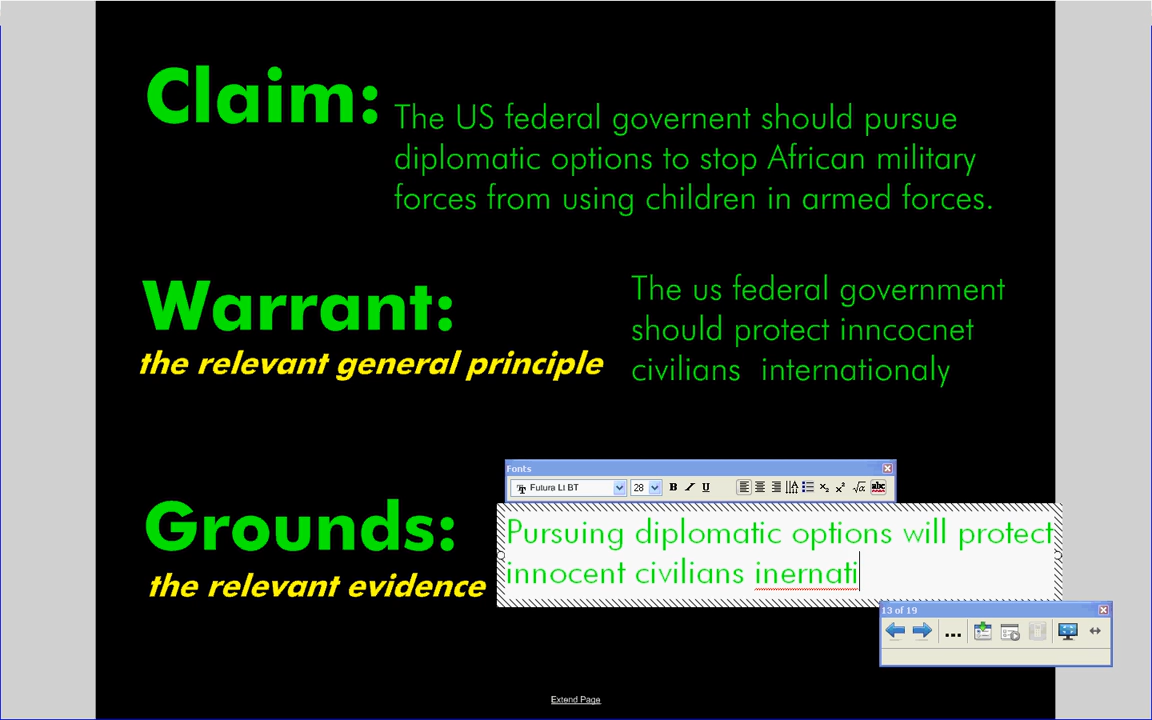 Claim:
The US federal governent should pursue
diplomatic options to stop African military
forces from using children in armed forces.
Warrant:
the relevant general principle
The us federal government
should protect inncocnet
civilians internationaly
Fonts
Futura Lt BT
28
B I U
abc
Grounds:
the relevant evidence
Pursuing diplomatic options will protect
innocent civilians inernati
13 of 19
Extend Page